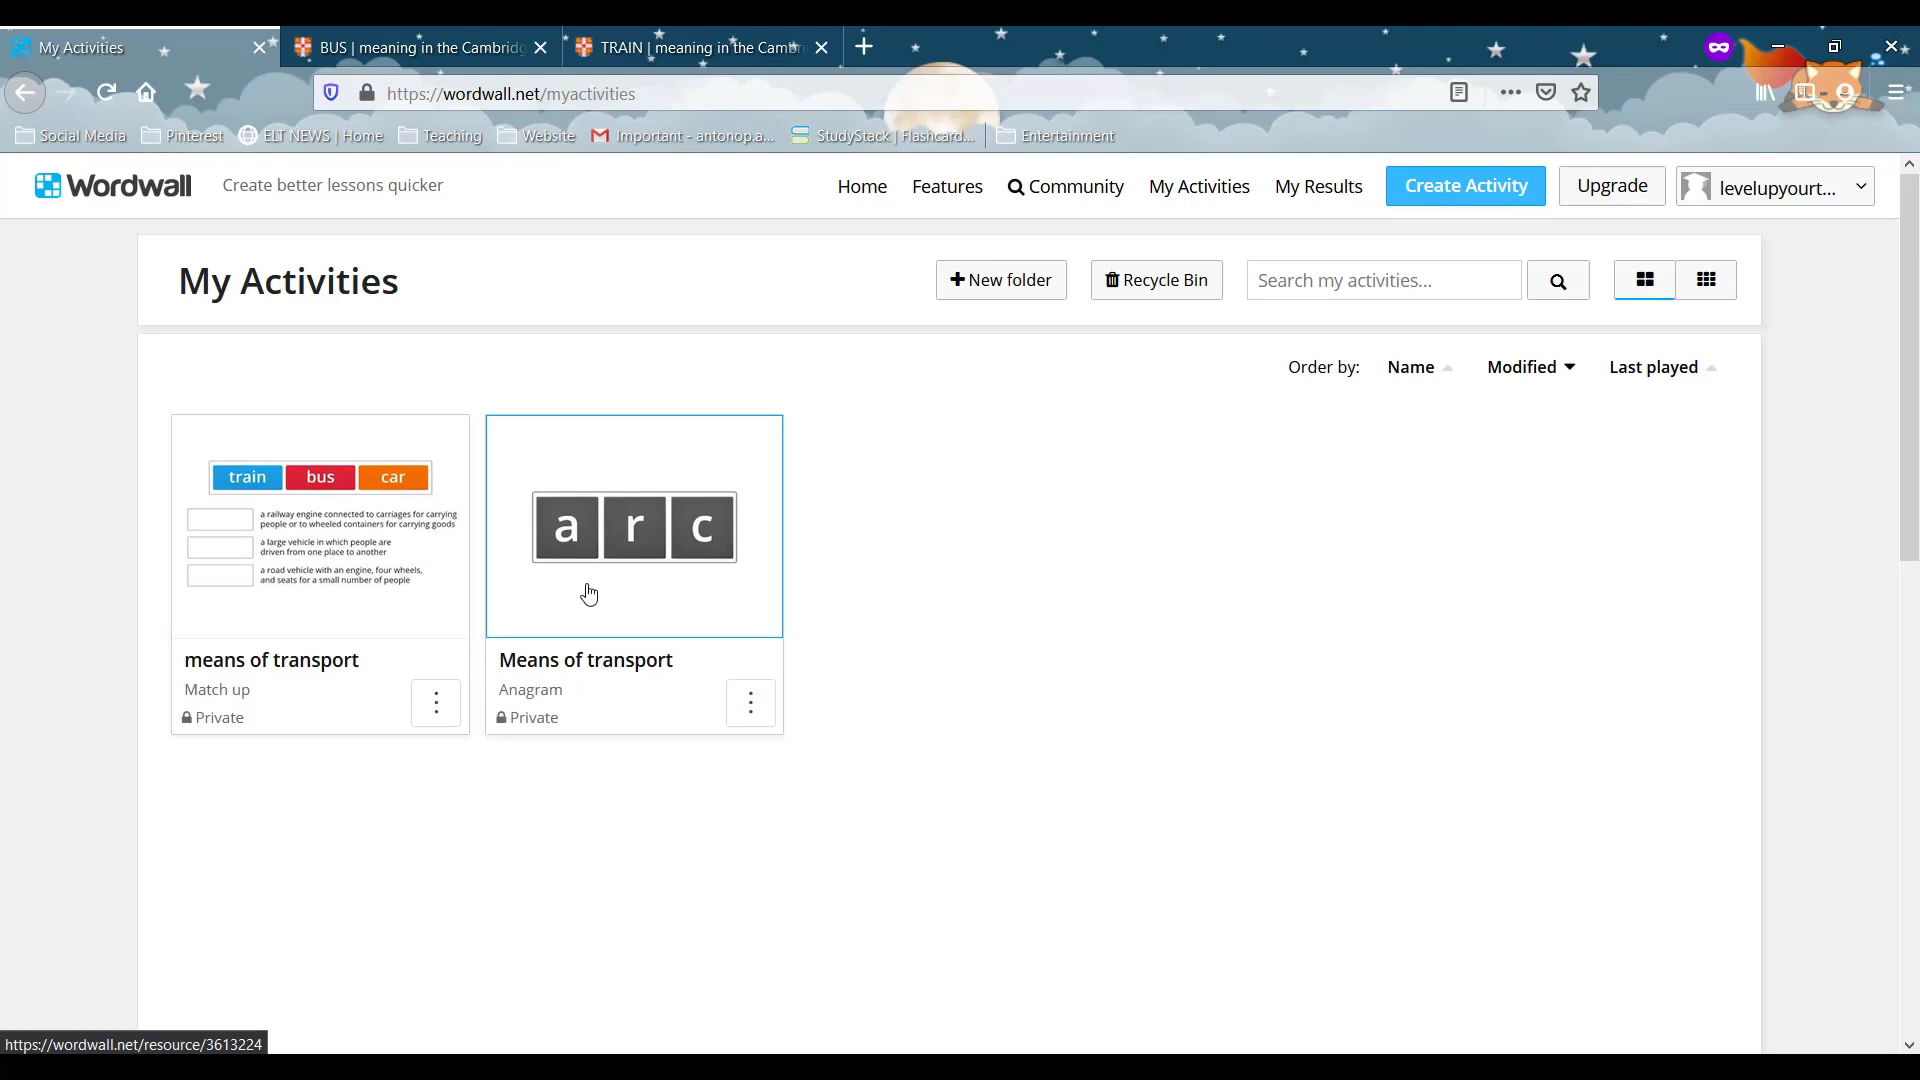 My Activities
BUS | meaning in the Cambridg
TRAIN | meaning in the Camb
https://wordwall.net/myactivities
Social Media
Pinterest
ELT NEWS | Home
Teaching
Website
Important - antonop.a...
StudyStack | Flashcard...
Entertainment
Wordwall
Create better lessons quicker
Home
Features
Community
My Activities
My Results
Create Activity
Upgrade
levelupyourt...
My Activities
New folder
Recycle Bin
Search my activities...
Order by:
Name
Modified
Last played
train
bus
car
a railway engine connected to carriages for carrying
people or to wheeled containers for carrying goods
a large vehicle in which people are
driven from one place to another
a road vehicle with an engine, four wheels,
and seats for a small number of people
means of transport
Match up
Private
a r c
Means of transport
Anagram
Private
https://wordwall.net/resource/3613224